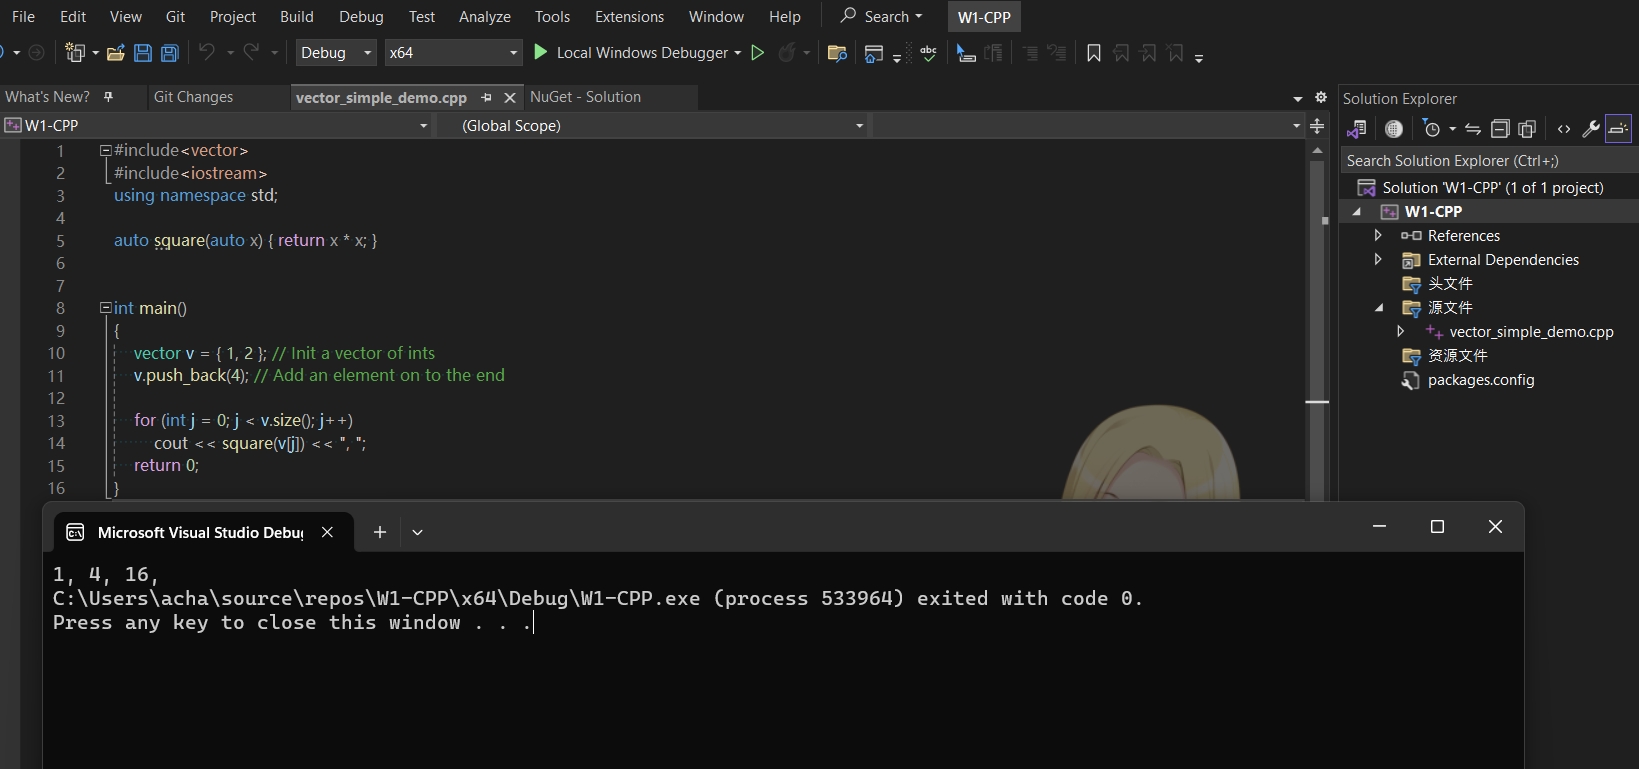 File Edit View Git Project Build Debug Test Analyze Tools Extensions Window Help Search W1-CPP
Debug x64 Local Windows Debugger abc
What's New? Git Changes vector_simple_demo.cpp NuGet - Solution
W1-CPP (Global Scope)
1 #include<vector>
2 #include<iostream>
3 using namespace std;
4
5 auto square(auto x) { return x * x; }
6
7
8 int main()
9 {
10 vector v = { 1, 2 }; // Init a vector of ints
11 v.push_back(4); // Add an element on to the end
12
13 for (int j = 0; j < v.size(); j++)
14 cout << square(v[j]) << ", ";
15 return 0;
16 }
Solution Explorer
Search Solution Explorer (Ctrl+;)
Solution 'W1-CPP' (1 of 1 project)
W1-CPP
References
External Dependencies
头文件
源文件
vector_simple_demo.cpp
资源文件
packages.config
Microsoft Visual Studio Debu
1, 4, 16,
C:\Users\acha\source\repos\W1-CPP\x64\Debug\W1-CPP.exe (process 533964) exited with code 0.
Press any key to close this window . . .